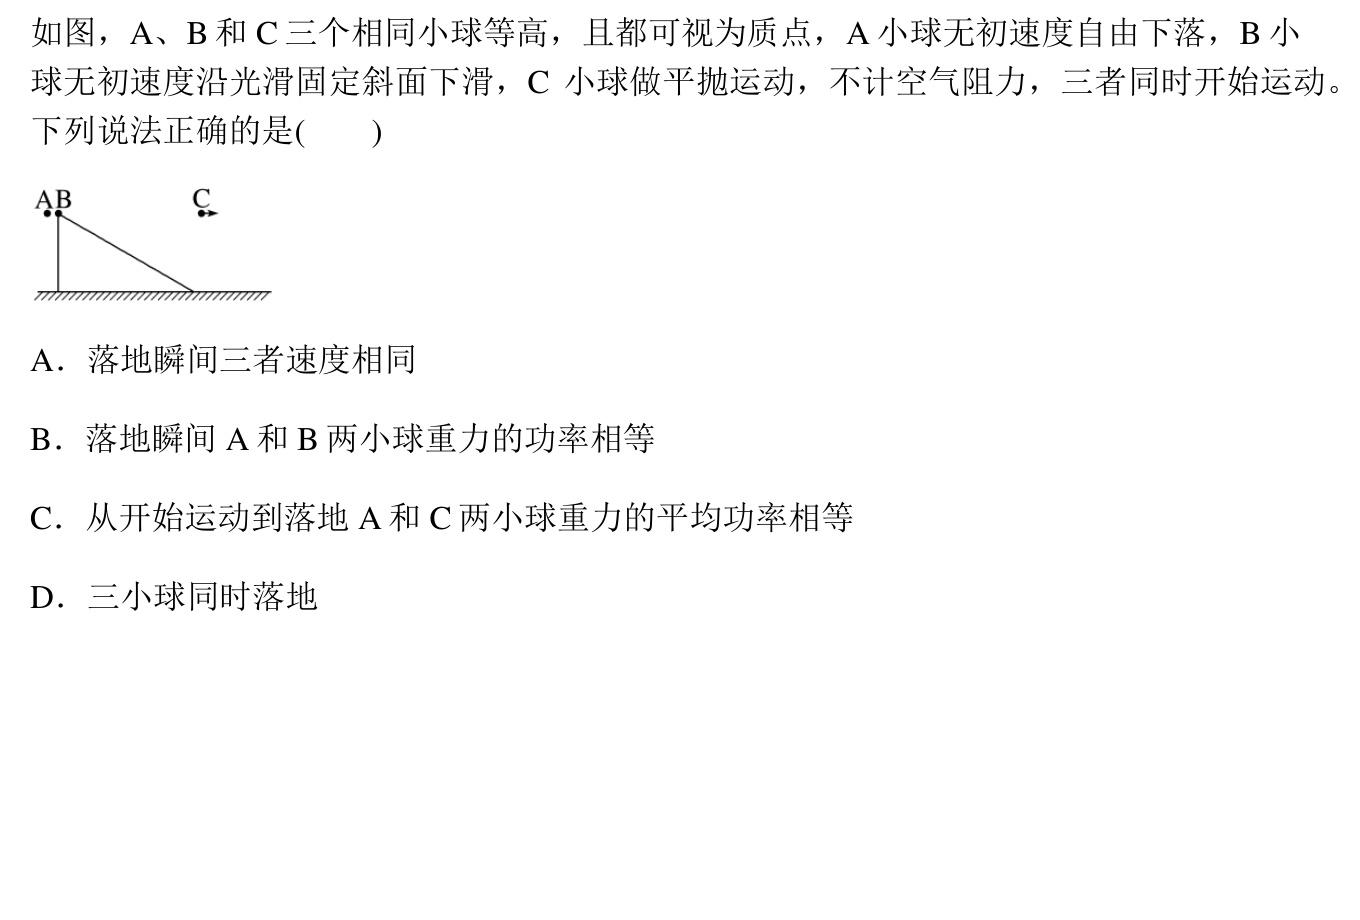 如图，A、B 和 C 三个相同小球等高，且都可视为质点，A 小球无初速度自由下落，B 小
球无初速度沿光滑固定斜面下滑，C 小球做平抛运动，不计空气阻力，三者同时开始运动。
下列说法正确的是(　　)
AB C
A．落地瞬间三者速度相同
B．落地瞬间 A 和 B 两小球重力的功率相等
C．从开始运动到落地 A 和 C 两小球重力的平均功率相等
D．三小球同时落地